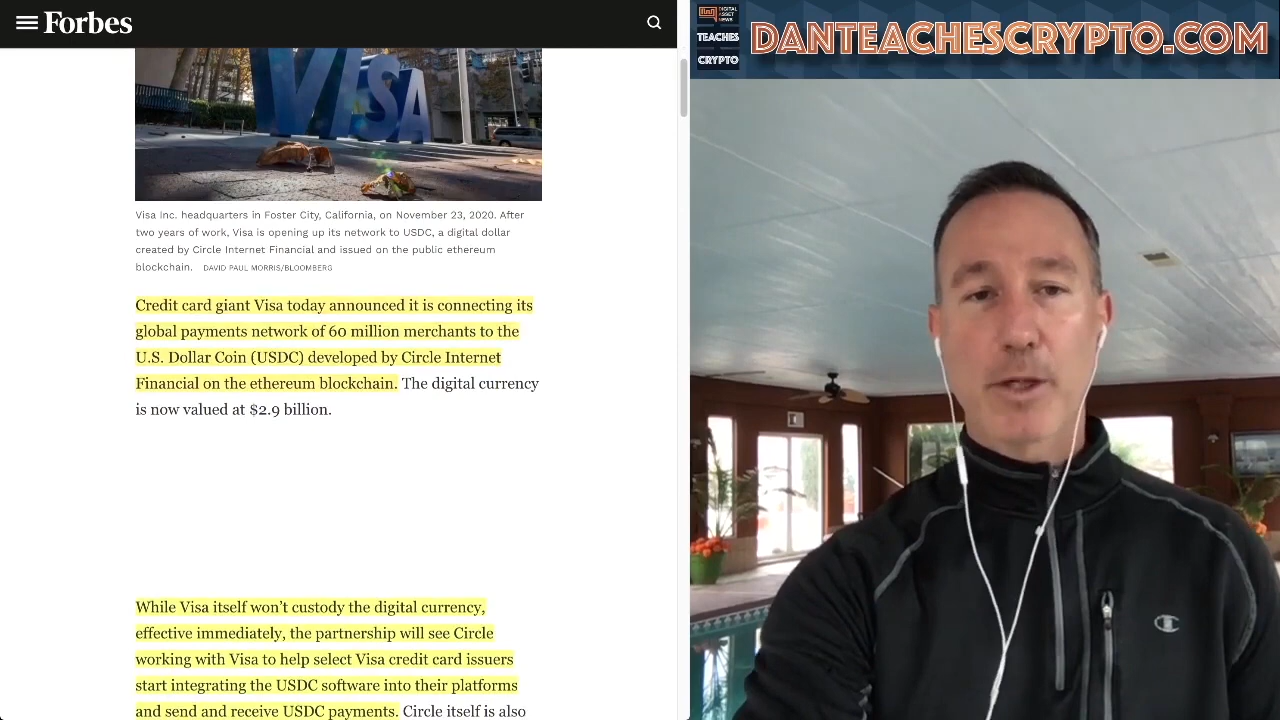 Forbes
VISA
Visa Inc. headquarters in Foster City, California, on November 23, 2020. After
two years of work, Visa is opening up its network to USDC, a digital dollar
created by Circle Internet Financial and issued on the public ethereum
blockchain. DAVID PAUL MORRIS/BLOOMBERG
Credit card giant Visa today announced it is connecting its
global payments network of 60 million merchants to the
U.S. Dollar Coin (USDC) developed by Circle Internet
Financial on the ethereum blockchain. The digital currency
is now valued at $2.9 billion.
While Visa itself won’t custody the digital currency,
effective immediately, the partnership will see Circle
working with Visa to help select Visa credit card issuers
start integrating the USDC software into their platforms
and send and receive USDC payments. Circle itself is also
DIGITAL
ASSET
NEWS
TEACHES
CRYPTO
DANTEACHESCRYPTO.COM